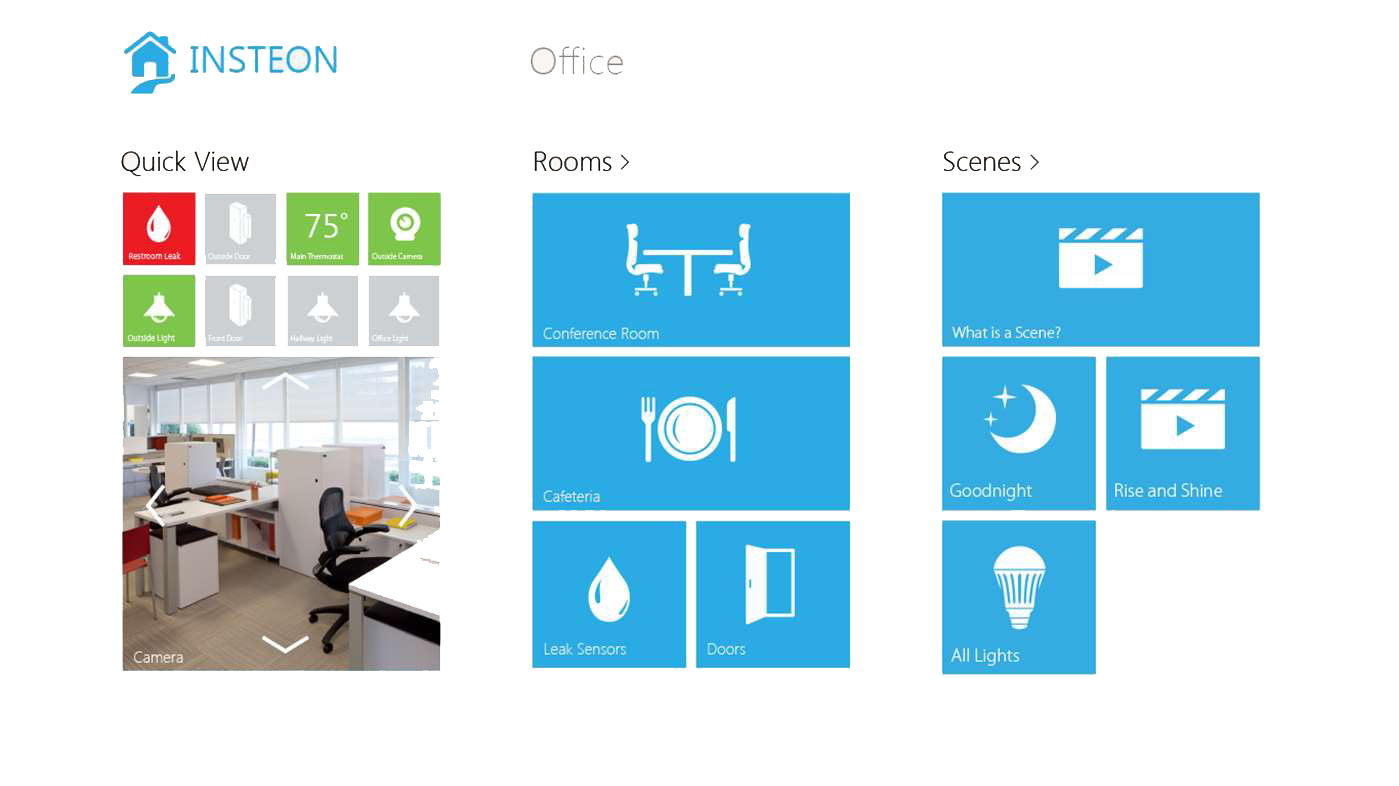 INSTEON
Office
Quick View
Rooms >
Scenes >
Restroom Leak
Outside Door
75°
Main Thermostat
Outside Camera
Outside Light
Front Door
Hallway Light
Office Light
Camera
Conference Room
Cafeteria
Leak Sensors
Doors
What is a Scene?
Goodnight
Rise and Shine
All Lights